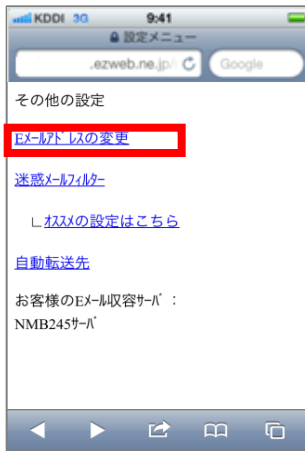 KDDI 3G 9:41
設定メニュー
.ezweb.ne.jp/ Google
その他の設定
Eﾒｰﾙｱﾄﾞﾚｽの変更
迷惑ﾒｰﾙﾌｨﾙﾀｰ
∟ｵｽｽﾒの設定はこちら
自動転送先
お客様のEﾒｰﾙ収容ｻｰﾊﾞ：
NMB245ｻｰﾊﾞ